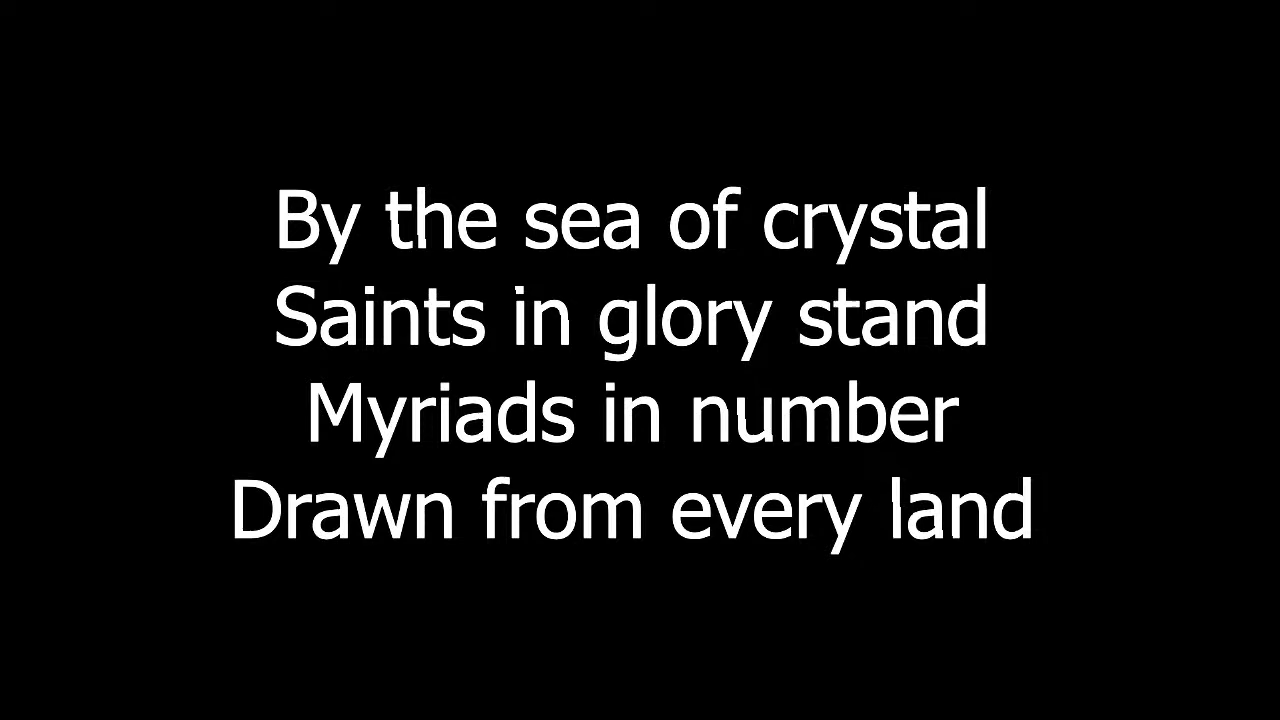 By the sea of crystal
Saints in glory stand
Myriads in number
Drawn from every land